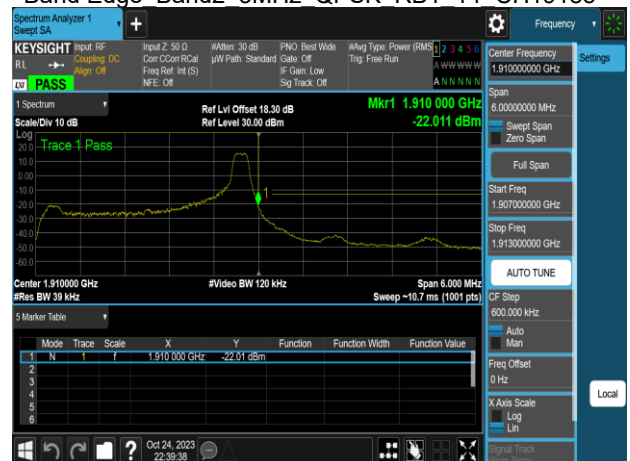 Spectrum Analyzer 1
Swept SA
+
Frequency
KEYSIGHT Input: RF
RL
Coupling: DC
Align: Off
LXI PASS
Input Z: 50 Ω
Corr CCorr RCal
Freq Ref: Int (S)
NFE: Off
#Atten: 30 dB
µW Path: Standard
PNO: Best Wide
Gate: Off
IF Gain: Low
Sig Track: Off
#Avg Type: Power (RMS
Trig: Free Run
1 2 3 4 5 6
A W W W W W
A N N N N N
1 Spectrum
Scale/Div 10 dB
Ref Lvl Offset 18.30 dB
Ref Level 30.00 dBm
Mkr1 1.910 000 GHz
-22.011 dBm
Log
Trace 1 Pass
20.0
10.0
0.00
-10.0
-20.0
-30.0
-40.0
-50.0
-60.0
1
Center 1.910000 GHz
#Res BW 39 kHz
#Video BW 120 kHz
Span 6.000 MHz
Sweep ~10.7 ms (1001 pts)
5 Marker Table
Mode Trace Scale X Y Function Function Width Function Value
1 N 1 f 1.910 000 GHz -22.01 dBm
2
3
4
5
6
Oct 24, 2023
22:39:38
Center Frequency
1.910000000 GHz
Settings
Span
6.00000000 MHz
Swept Span
Zero Span
Full Span
Start Freq
1.907000000 GHz
Stop Freq
1.913000000 GHz
AUTO TUNE
CF Step
600.000 kHz
Auto
Man
Freq Offset
0 Hz
X Axis Scale
Log
Lin
Local
Signal Track